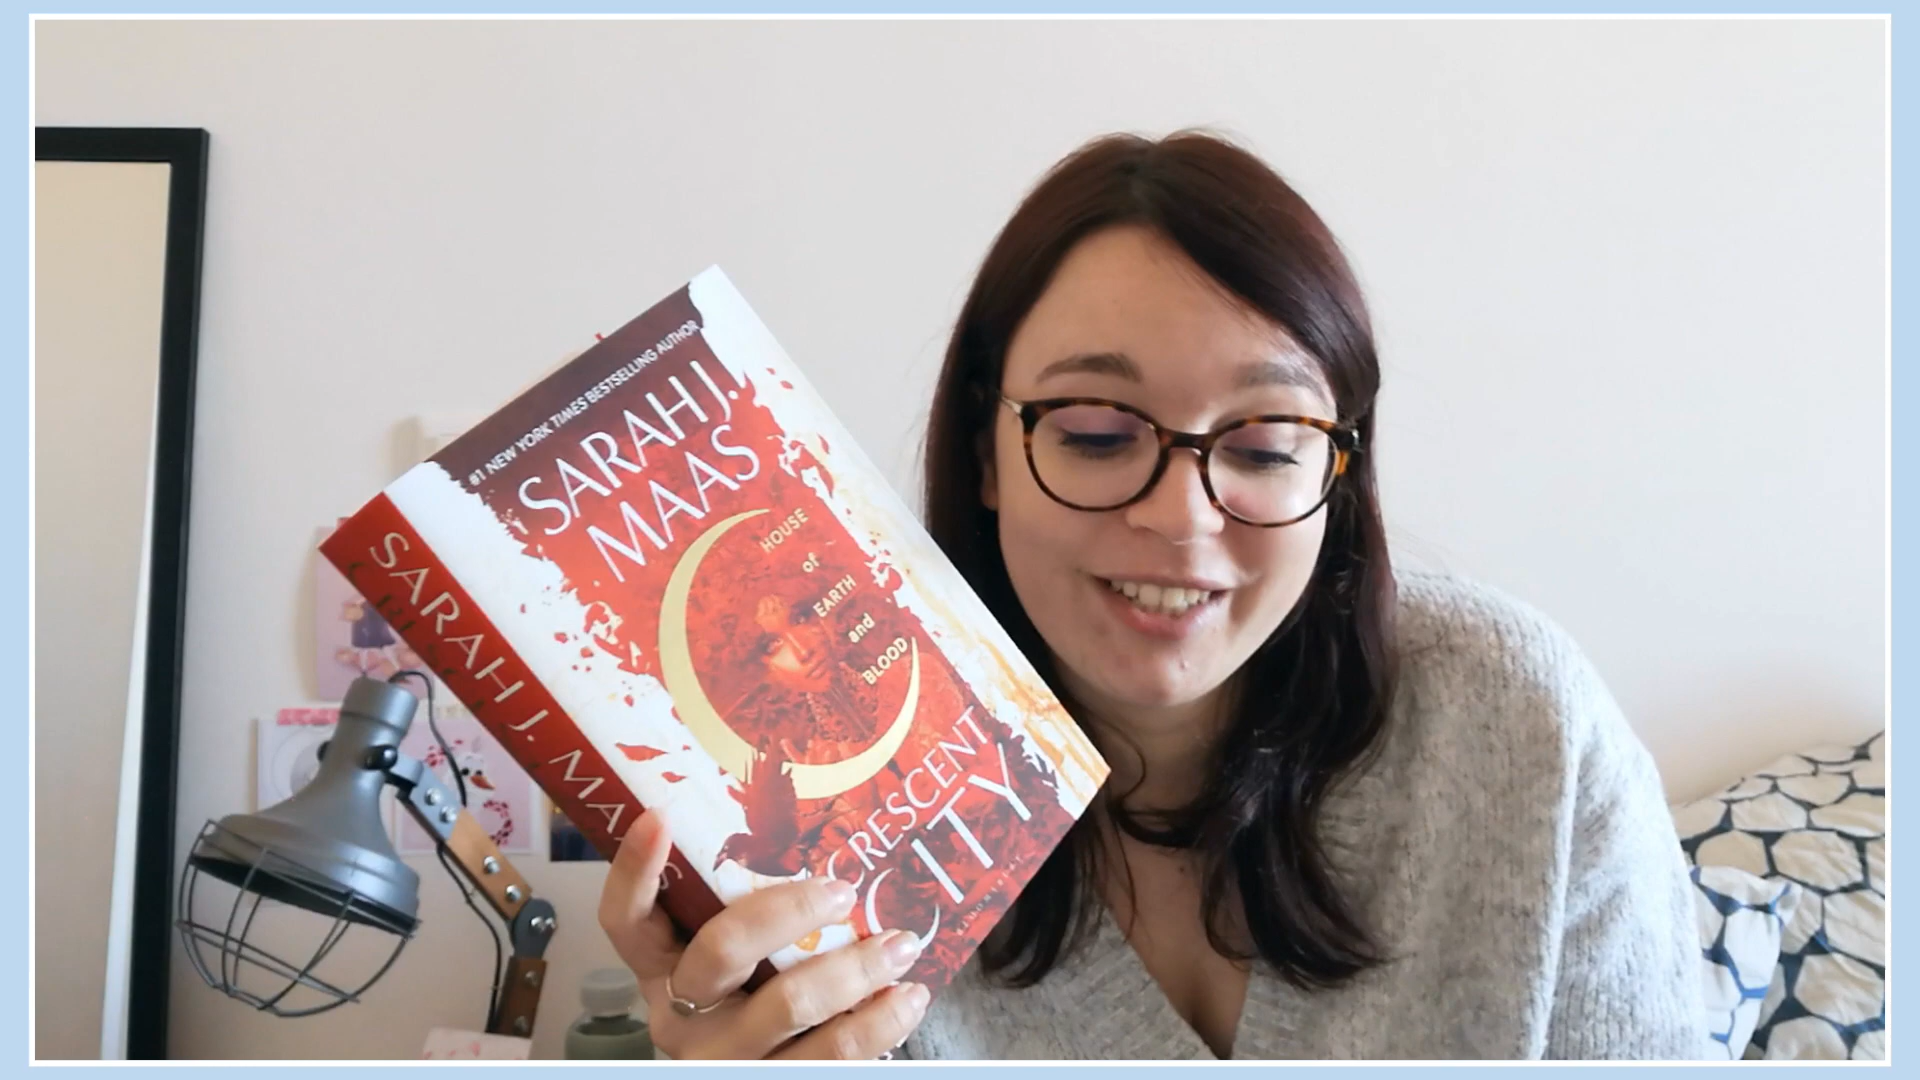 #1 NEW YORK TIMES BESTSELLING AUTHOR
SARAH J.
MAAS
HOUSE
of
EARTH
and
BLOOD
CRESCENT
CITY
SARAH J. MAAS